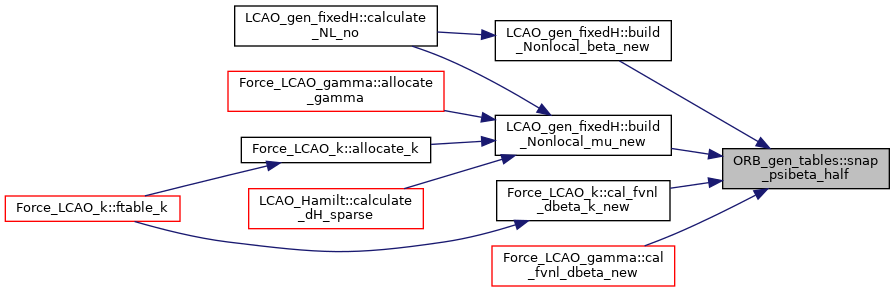 LCAO_gen_fixedH::calculate
_NL_no
LCAO_gen_fixedH::build
_Nonlocal_beta_new
Force_LCAO_gamma::allocate
_gamma
LCAO_gen_fixedH::build
_Nonlocal_mu_new
Force_LCAO_k::allocate_k
ORB_gen_tables::snap
_psibeta_half
Force_LCAO_k::ftable_k
LCAO_Hamilt::calculate
_dH_sparse
Force_LCAO_k::cal_fvnl
_dbeta_k_new
Force_LCAO_gamma::cal
_fvnl_dbeta_new